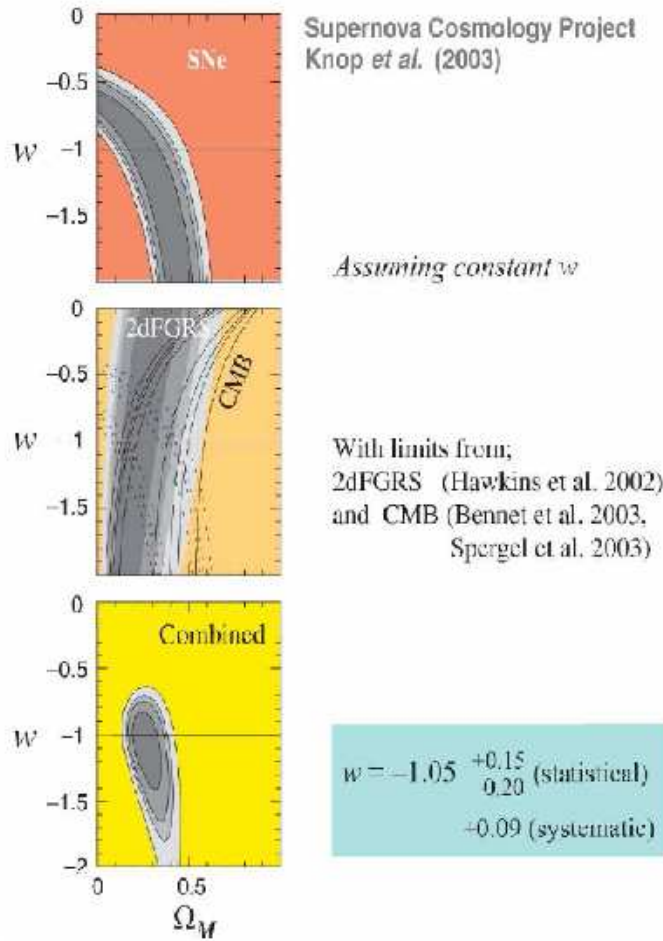 Supernova Cosmology Project
Knop et al. (2003)
0
SNe
−0.5
w
−1
−1.5
Assuming constant w
0
2dFGRS
−0.5
CMB
w
1
−1.5
With limits from;
2dFGRS (Hawkins et al. 2002)
and CMB (Bennet et al. 2003,
Spergel et al. 2003)
0
Combined
−0.5
w
−1
−1.5
−2
0
0.5
Ω_M
w = −1.05 +0.15 0.20 (statistical)
+0.09 (systematic)